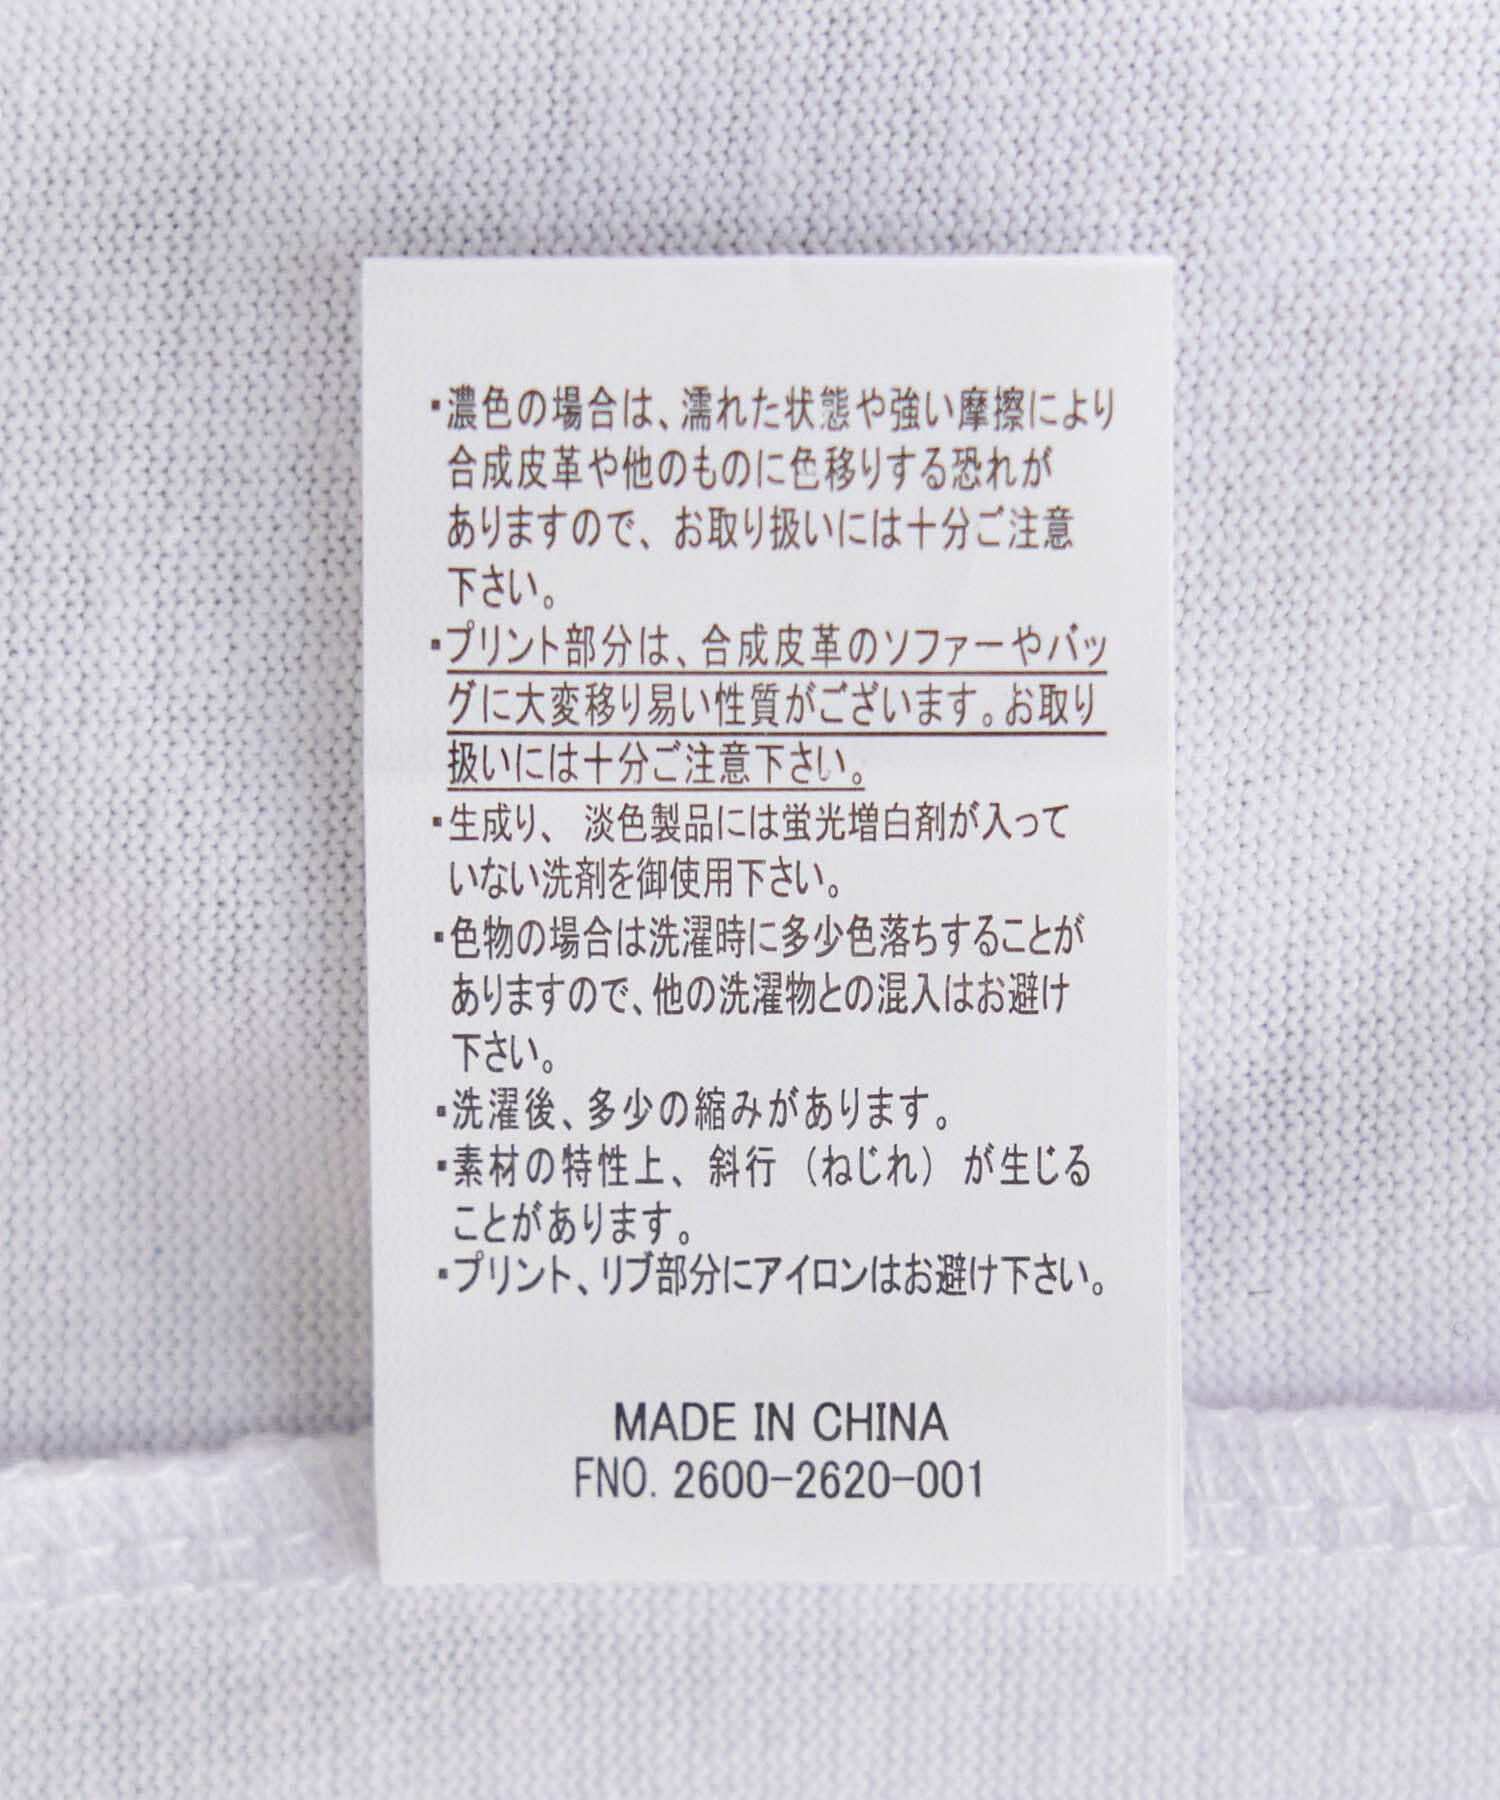 ・濃色の場合は、濡れた状態や強い摩擦により
合成皮革や他のものに色移りする恐れが
ありますので、お取り扱いには十分ご注意
下さい。
・プリント部分は、合成皮革のソファーやバッ
グに大変移り易い性質がございます。お取り
扱いには十分ご注意下さい。
・生成り、淡色製品には蛍光増白剤が入って
いない洗剤を御使用下さい。
・色物の場合は洗濯時に多少色落ちすることが
ありますので、他の洗濯物との混入はお避け
下さい。
・洗濯後、多少の縮みがあります。
・素材の特性上、斜行（ねじれ）が生じる
ことがあります。
・プリント、リブ部分にアイロンはお避け下さい。
MADE IN CHINA
FNO. 2600-2620-001